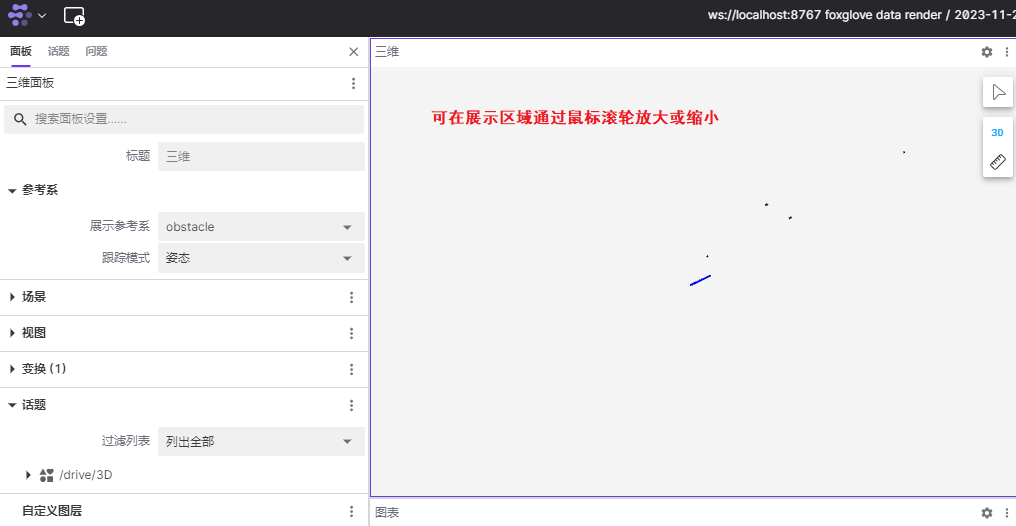 ws://localhost:8767 foxglove data render / 2023-11-2
面板 话题 问题
三维
三维面板
搜索面板设置……
可在展示区域通过鼠标滚轮放大或缩小
3D
标题 三维
参考系
展示参考系 obstacle
跟踪模式 姿态
场景
视图
变换 (1)
话题
过滤列表 列出全部
/drive/3D
自定义图层
图表